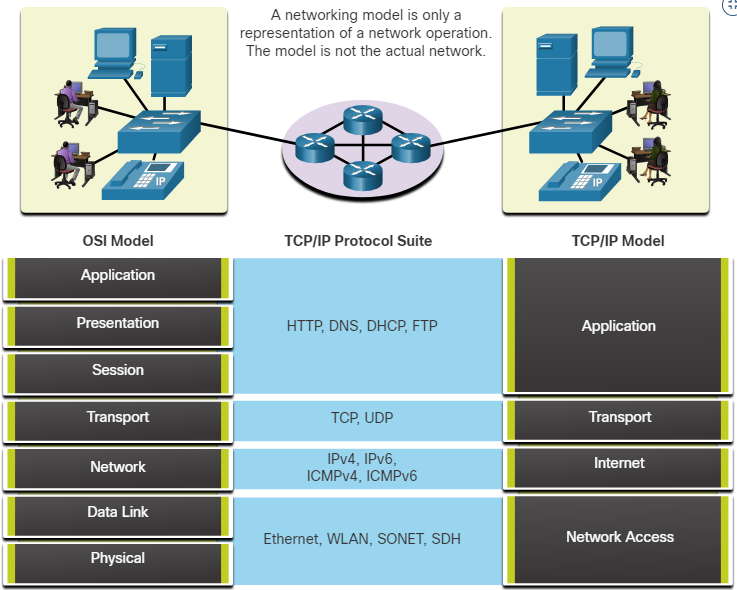 A networking model is only a
representation of a network operation.
The model is not the actual network.
IP
IP
OSI Model
TCP/IP Protocol Suite
TCP/IP Model
Application
Presentation
Session
Transport
Network
Data Link
Physical
HTTP, DNS, DHCP, FTP
TCP, UDP
IPv4, IPv6,
ICMPv4, ICMPv6
Ethernet, WLAN, SONET, SDH
Application
Transport
Internet
Network Access